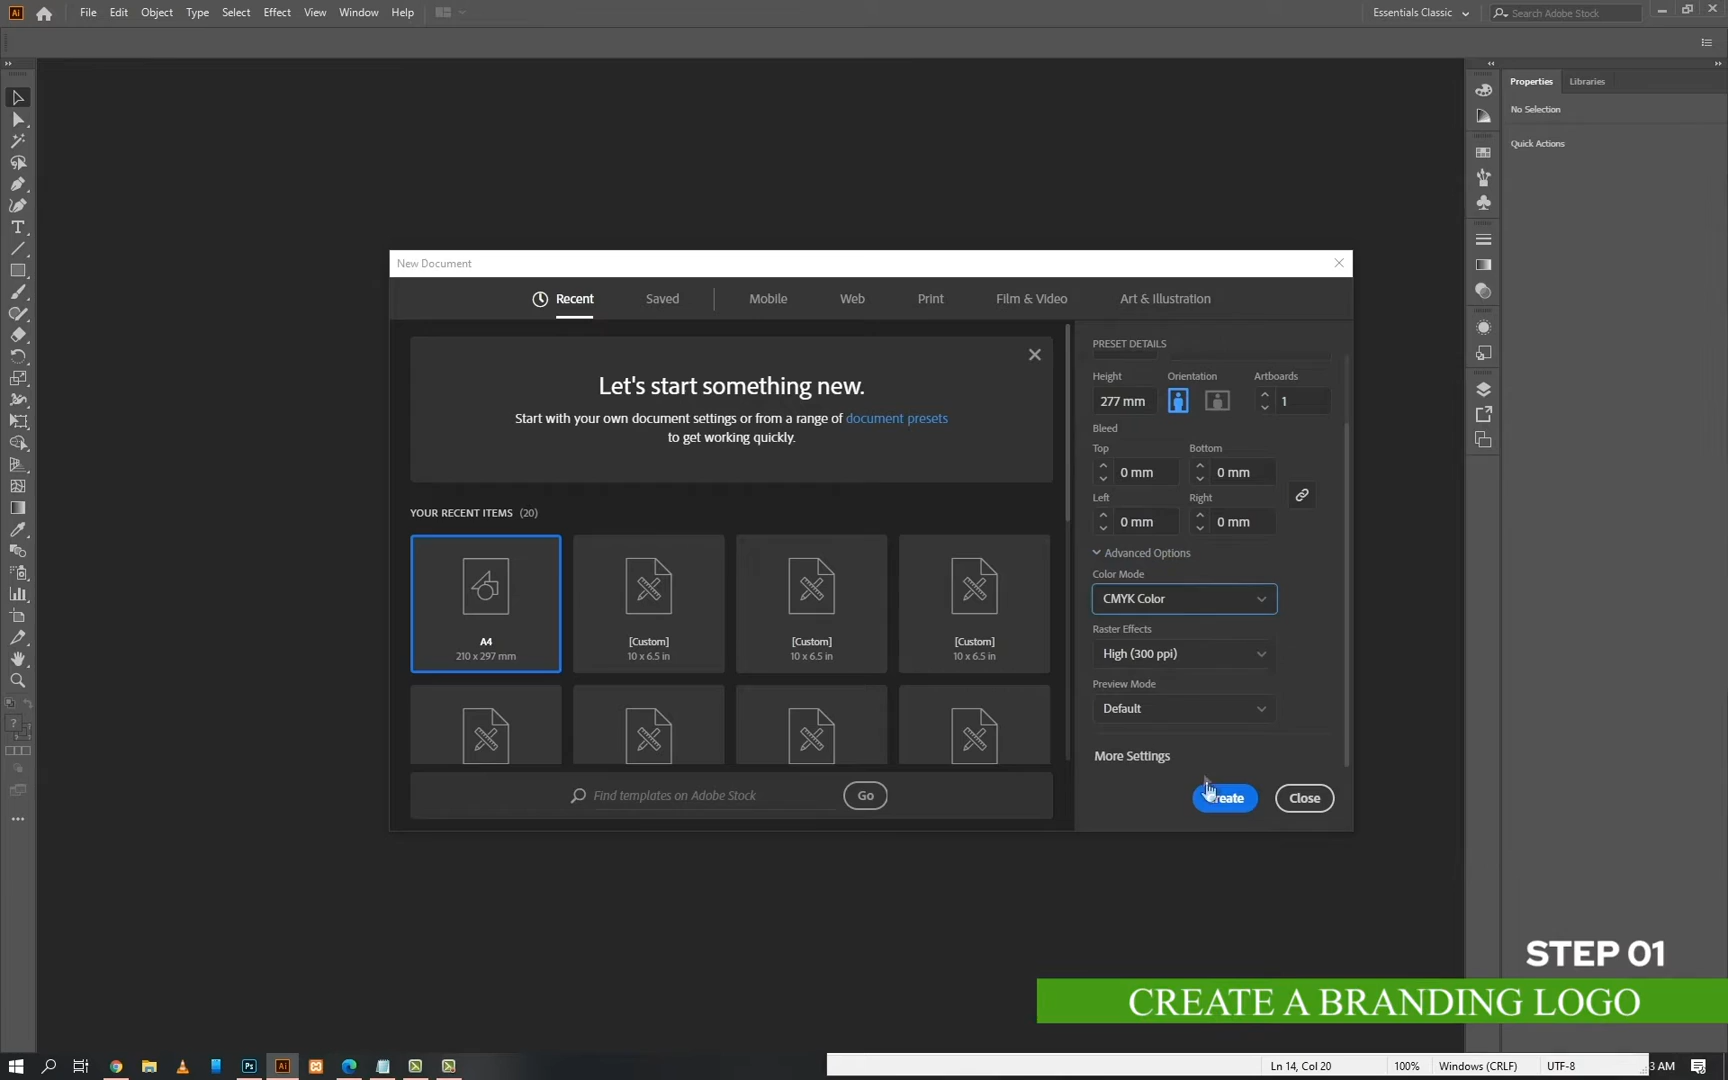 Ai File Edit Object Type Select Effect View Window Help
Essentials Classic Search Adobe Stock
Properties Libraries
No Selection
Quick Actions
New Document
Recent Saved Mobile Web Print Film & Video Art & Illustration
Let's start something new.
Start with your own document settings or from a range of document presets
to get working quickly.
YOUR RECENT ITEMS (20)
A4
210 x 297 mm
[Custom]
10 x 6.5 in
[Custom]
10 x 6.5 in
[Custom]
10 x 6.5 in
Find templates on Adobe Stock Go
PRESET DETAILS
Height Orientation Artboards
277 mm 1
Bleed
Top Bottom
0 mm 0 mm
Left Right
0 mm 0 mm
Advanced Options
Color Mode
CMYK Color
Raster Effects
High (300 ppi)
Preview Mode
Default
More Settings
Create Close
STEP 01
CREATE A BRANDING LOGO
Ps Ai
Ln 14, Col 20 100% Windows (CRLF) UTF-8 3 AM